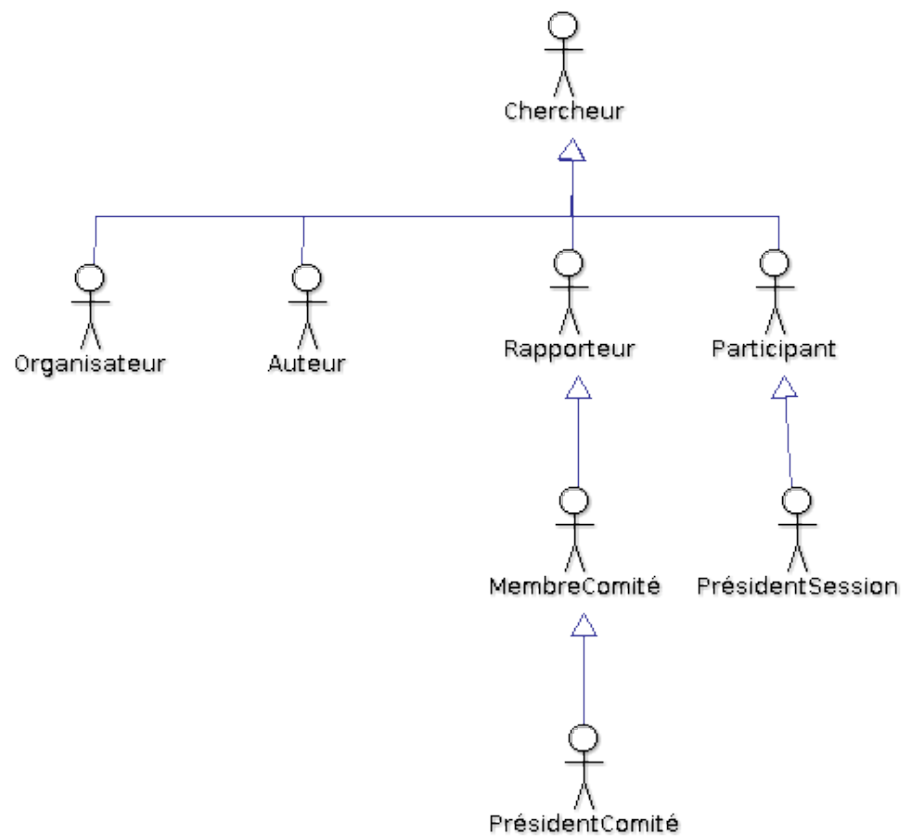 Chercheur
Organisateur
Auteur
Rapporteur
Participant
MembreComité
PrésidentSession
PrésidentComité